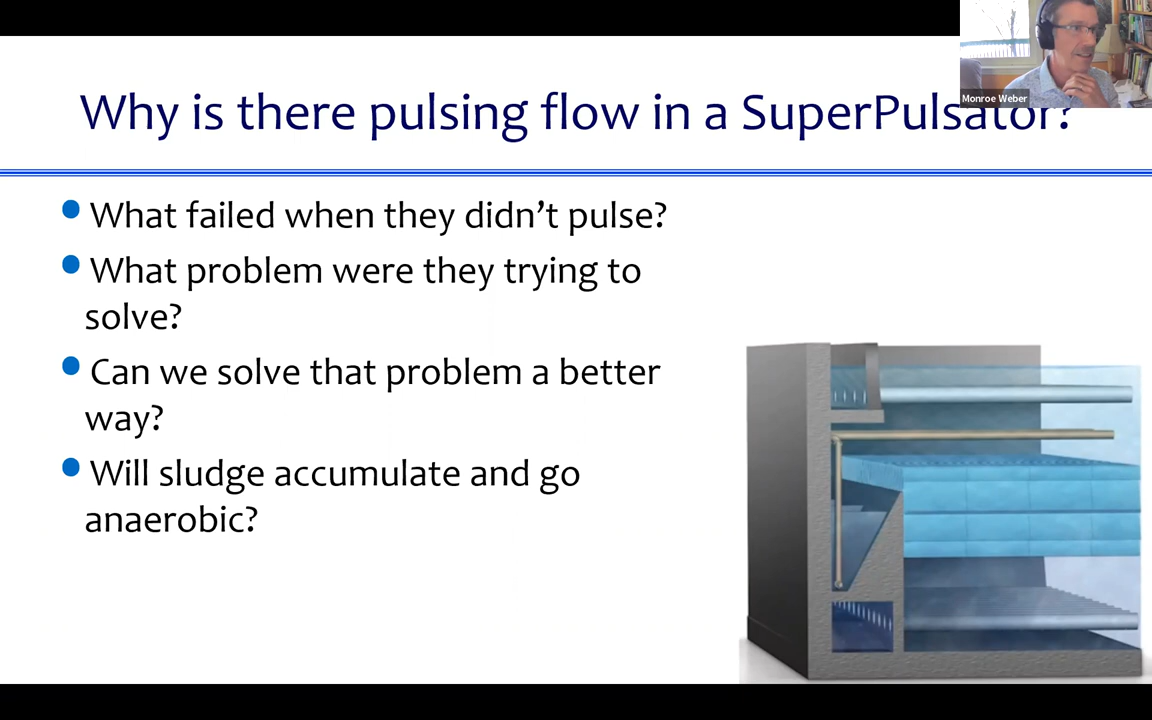 Why is there pulsing flow in a SuperPulsator?
Monroe Weber
What failed when they didn’t pulse?
What problem were they trying to
solve?
Can we solve that problem a better
way?
Will sludge accumulate and go
anaerobic?